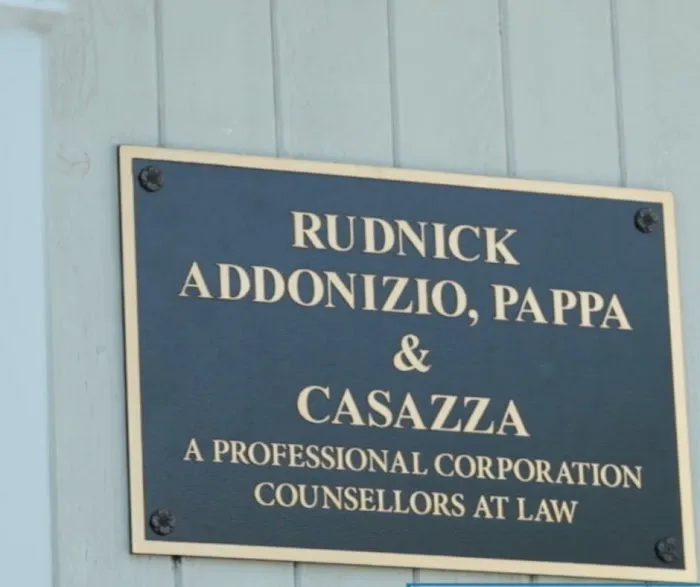 RUDNICK
ADDONIZIO, PAPPA
&
CASAZZA
A PROFESSIONAL CORPORATION
COUNSELLORS AT LAW